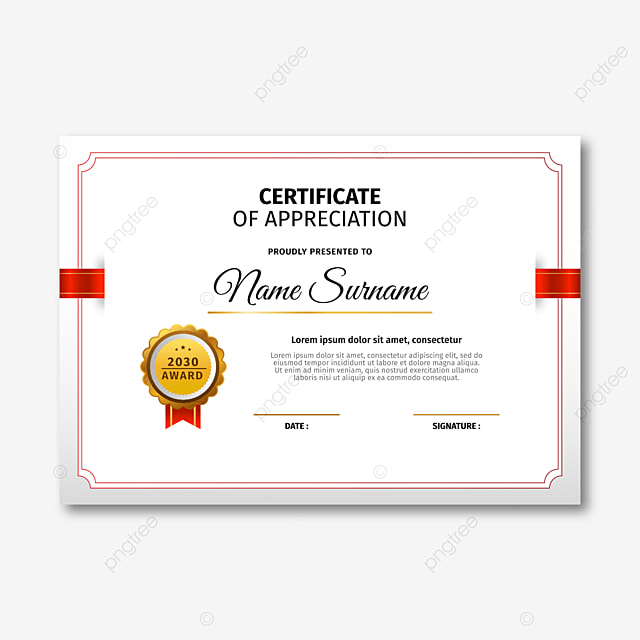 CERTIFICATE
OF APPRECIATION
PROUDLY PRESENTED TO
Name Surname
2030
AWARD
Lorem ipsum dolor sit amet, consectetur
Lorem ipsum dolor sit amet, consectetur adipiscing elit, sed do
eiusmod tempor incididunt ut labore et dolore magna aliqua. Ut
enim ad minim veniam, quis nostrud exercitation ullamco
laboris nisi ut aliquip ex ea commodo consequat.
DATE :
SIGNATURE :
pngtree